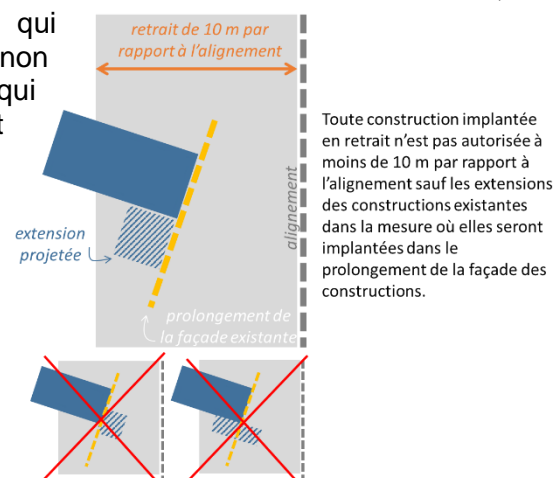 qui
non
qui
t
retrait de 10 m par
rapport à l'alignement
alignement
extension
projetée
prolongement de
la façade existante
Toute construction implantée
en retrait n'est pas autorisée à
moins de 10 m par rapport à
l'alignement sauf les extensions
des constructions existantes
dans la mesure où elles seront
implantées dans le
prolongement de la façade des
constructions.